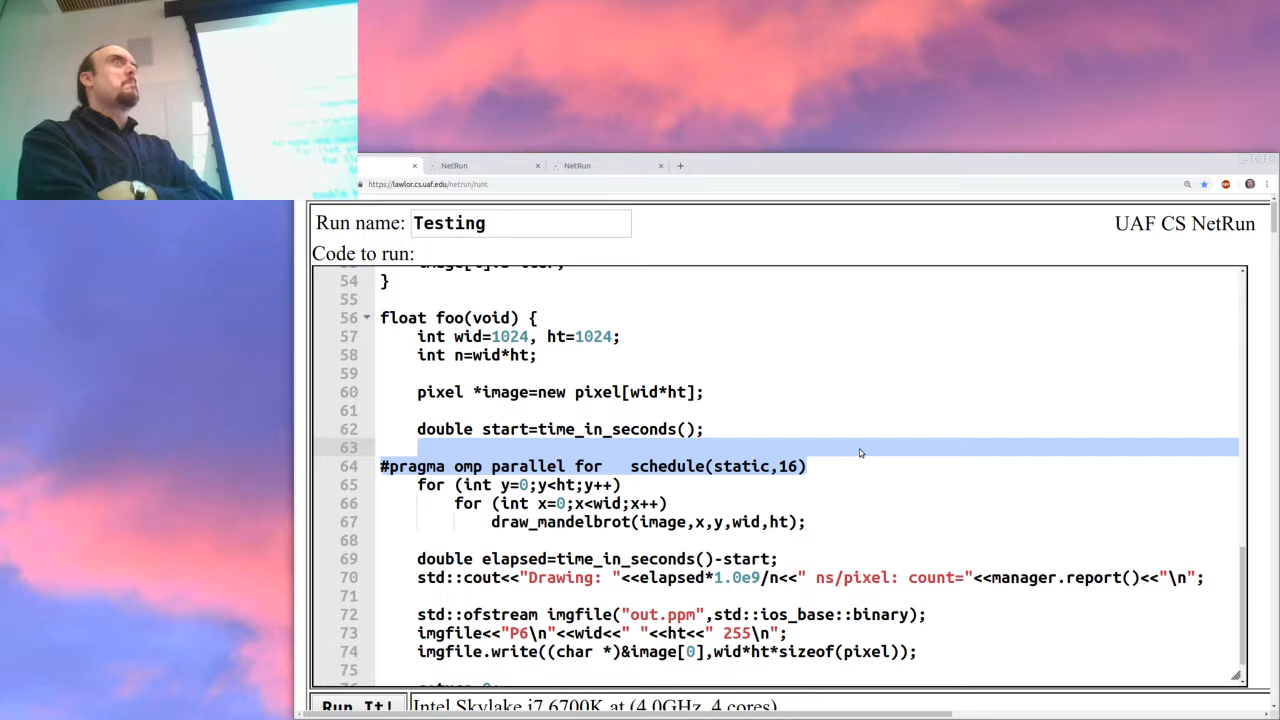 NetRun
NetRun
https://lawlor.cs.uaf.edu/netrun/runt
Run name: Testing
UAF CS NetRun
Code to run:
54 }
55
56 float foo(void) {
57 int wid=1024, ht=1024;
58 int n=wid*ht;
59
60 pixel *image=new pixel[wid*ht];
61
62 double start=time_in_seconds();
63
64 #pragma omp parallel for   schedule(static,16)
65 for (int y=0;y<ht;y++)
66 for (int x=0;x<wid;x++)
67 draw_mandelbrot(image,x,y,wid,ht);
68
69 double elapsed=time_in_seconds()-start;
70 std::cout<<"Drawing: "<<elapsed*1.0e9/n<<" ns/pixel: count="<<manager.report()<<"\n";
71
72 std::ofstream imgfile("out.ppm",std::ios_base::binary);
73 imgfile<<"P6\n"<<wid<<" "<<ht<<" 255\n";
74 imgfile.write((char *)&image[0],wid*ht*sizeof(pixel));
75
Run It! Intel Skylake i7 6700K at (4.0GHz, 4 cores)